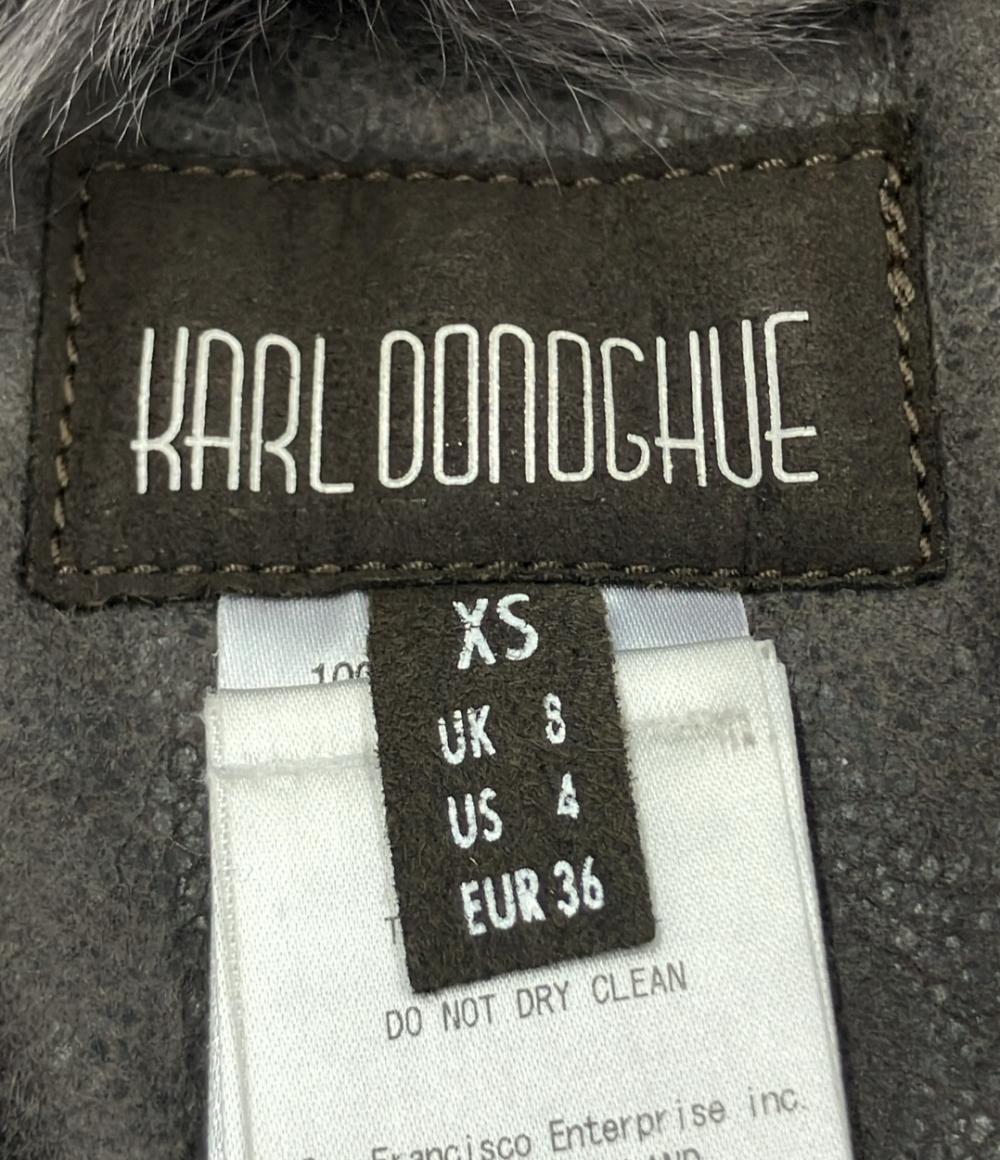 KARL DONOGHUE
XS
UK 8
US 4
EUR 36
DO NOT DRY CLEAN
Francisco Enterprise inc.